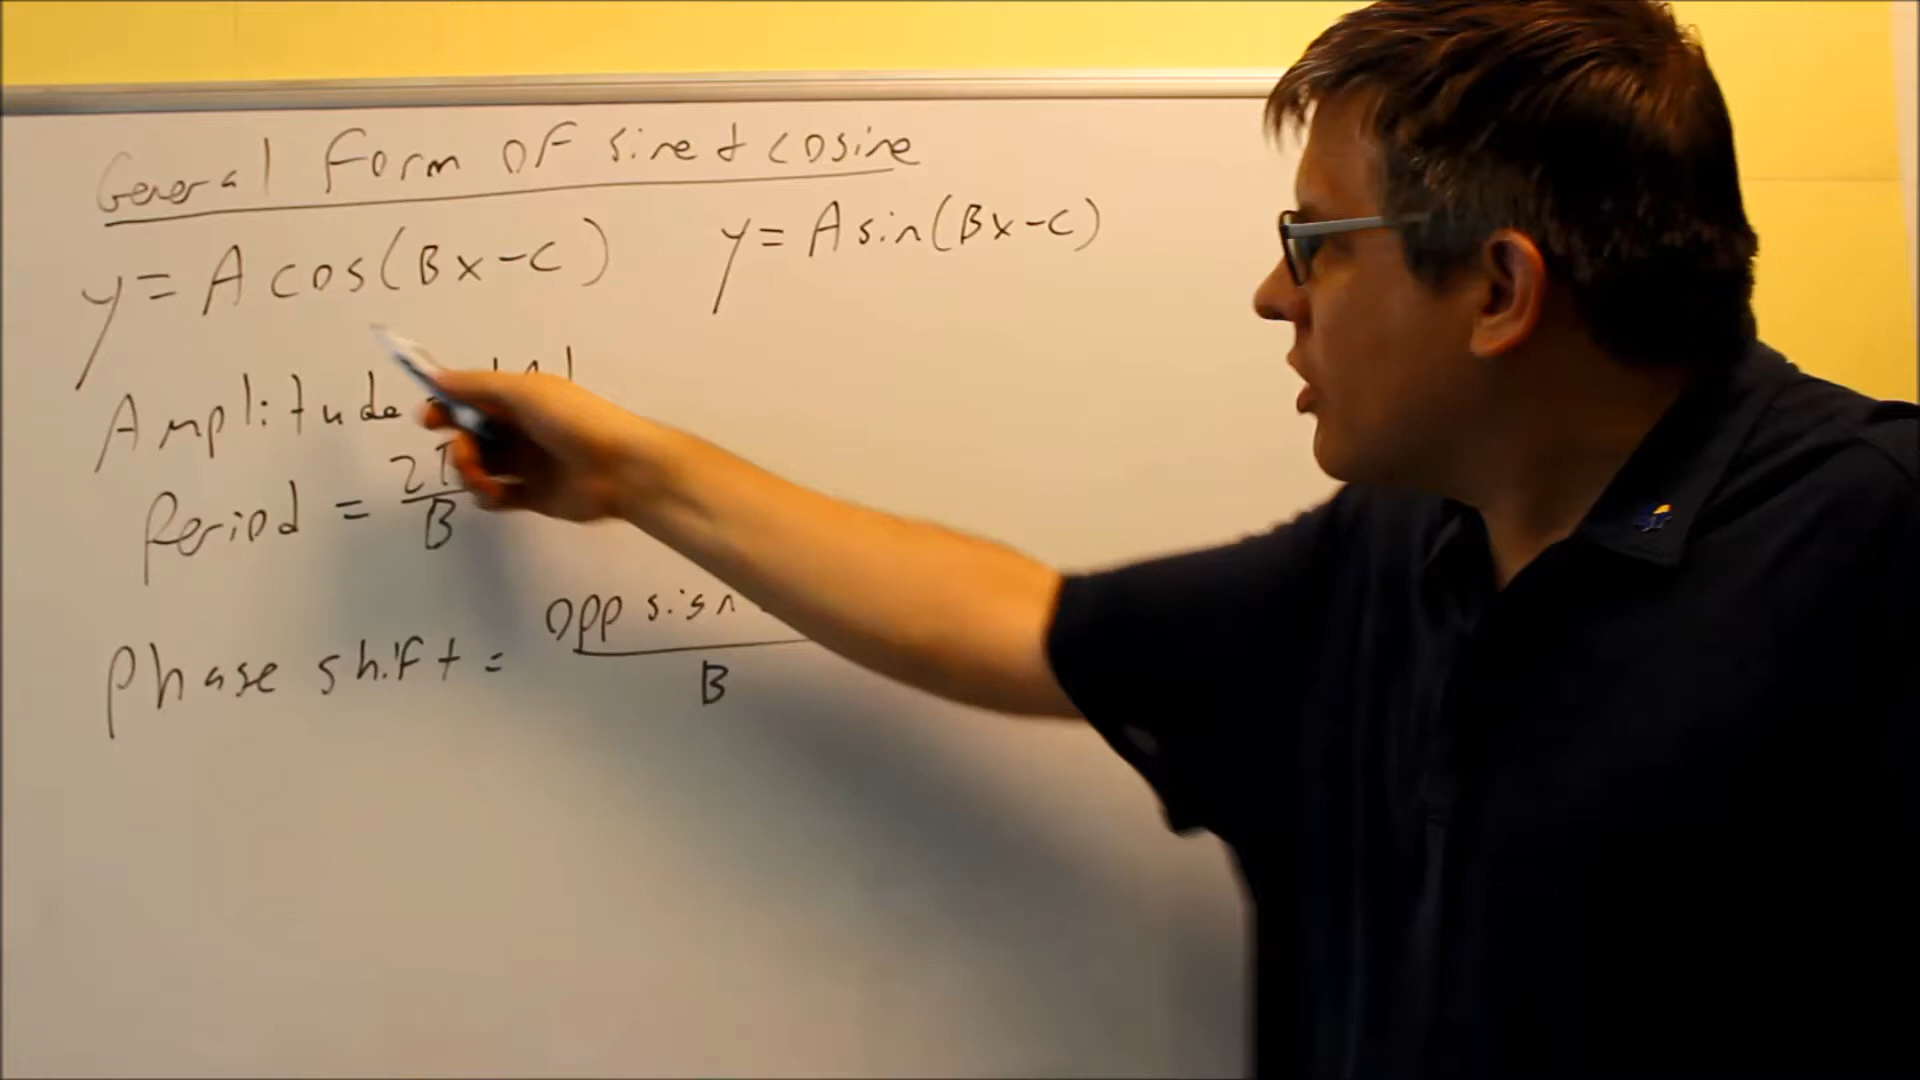 General Form OF sine + cosine
y = A cos(Bx-c)
y = A sin(Bx-c)
Amplitude
Period = 2π/B
Phase shift = opp sign / B